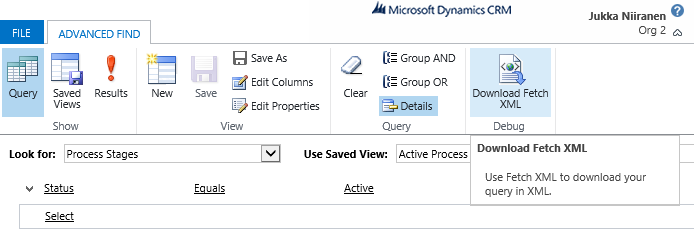 Microsoft Dynamics CRM
Jukka Niiranen
Org 2
FILE
ADVANCED FIND
Query
Saved Views
Results
Show
New
Save
Save As
Edit Columns
Edit Properties
View
Clear
Group AND
Group OR
Details
Query
Download Fetch XML
Debug
Look for: Process Stages Use Saved View: Active Process
Download Fetch XML
Use Fetch XML to download your
query in XML.
Status Equals Active
Select